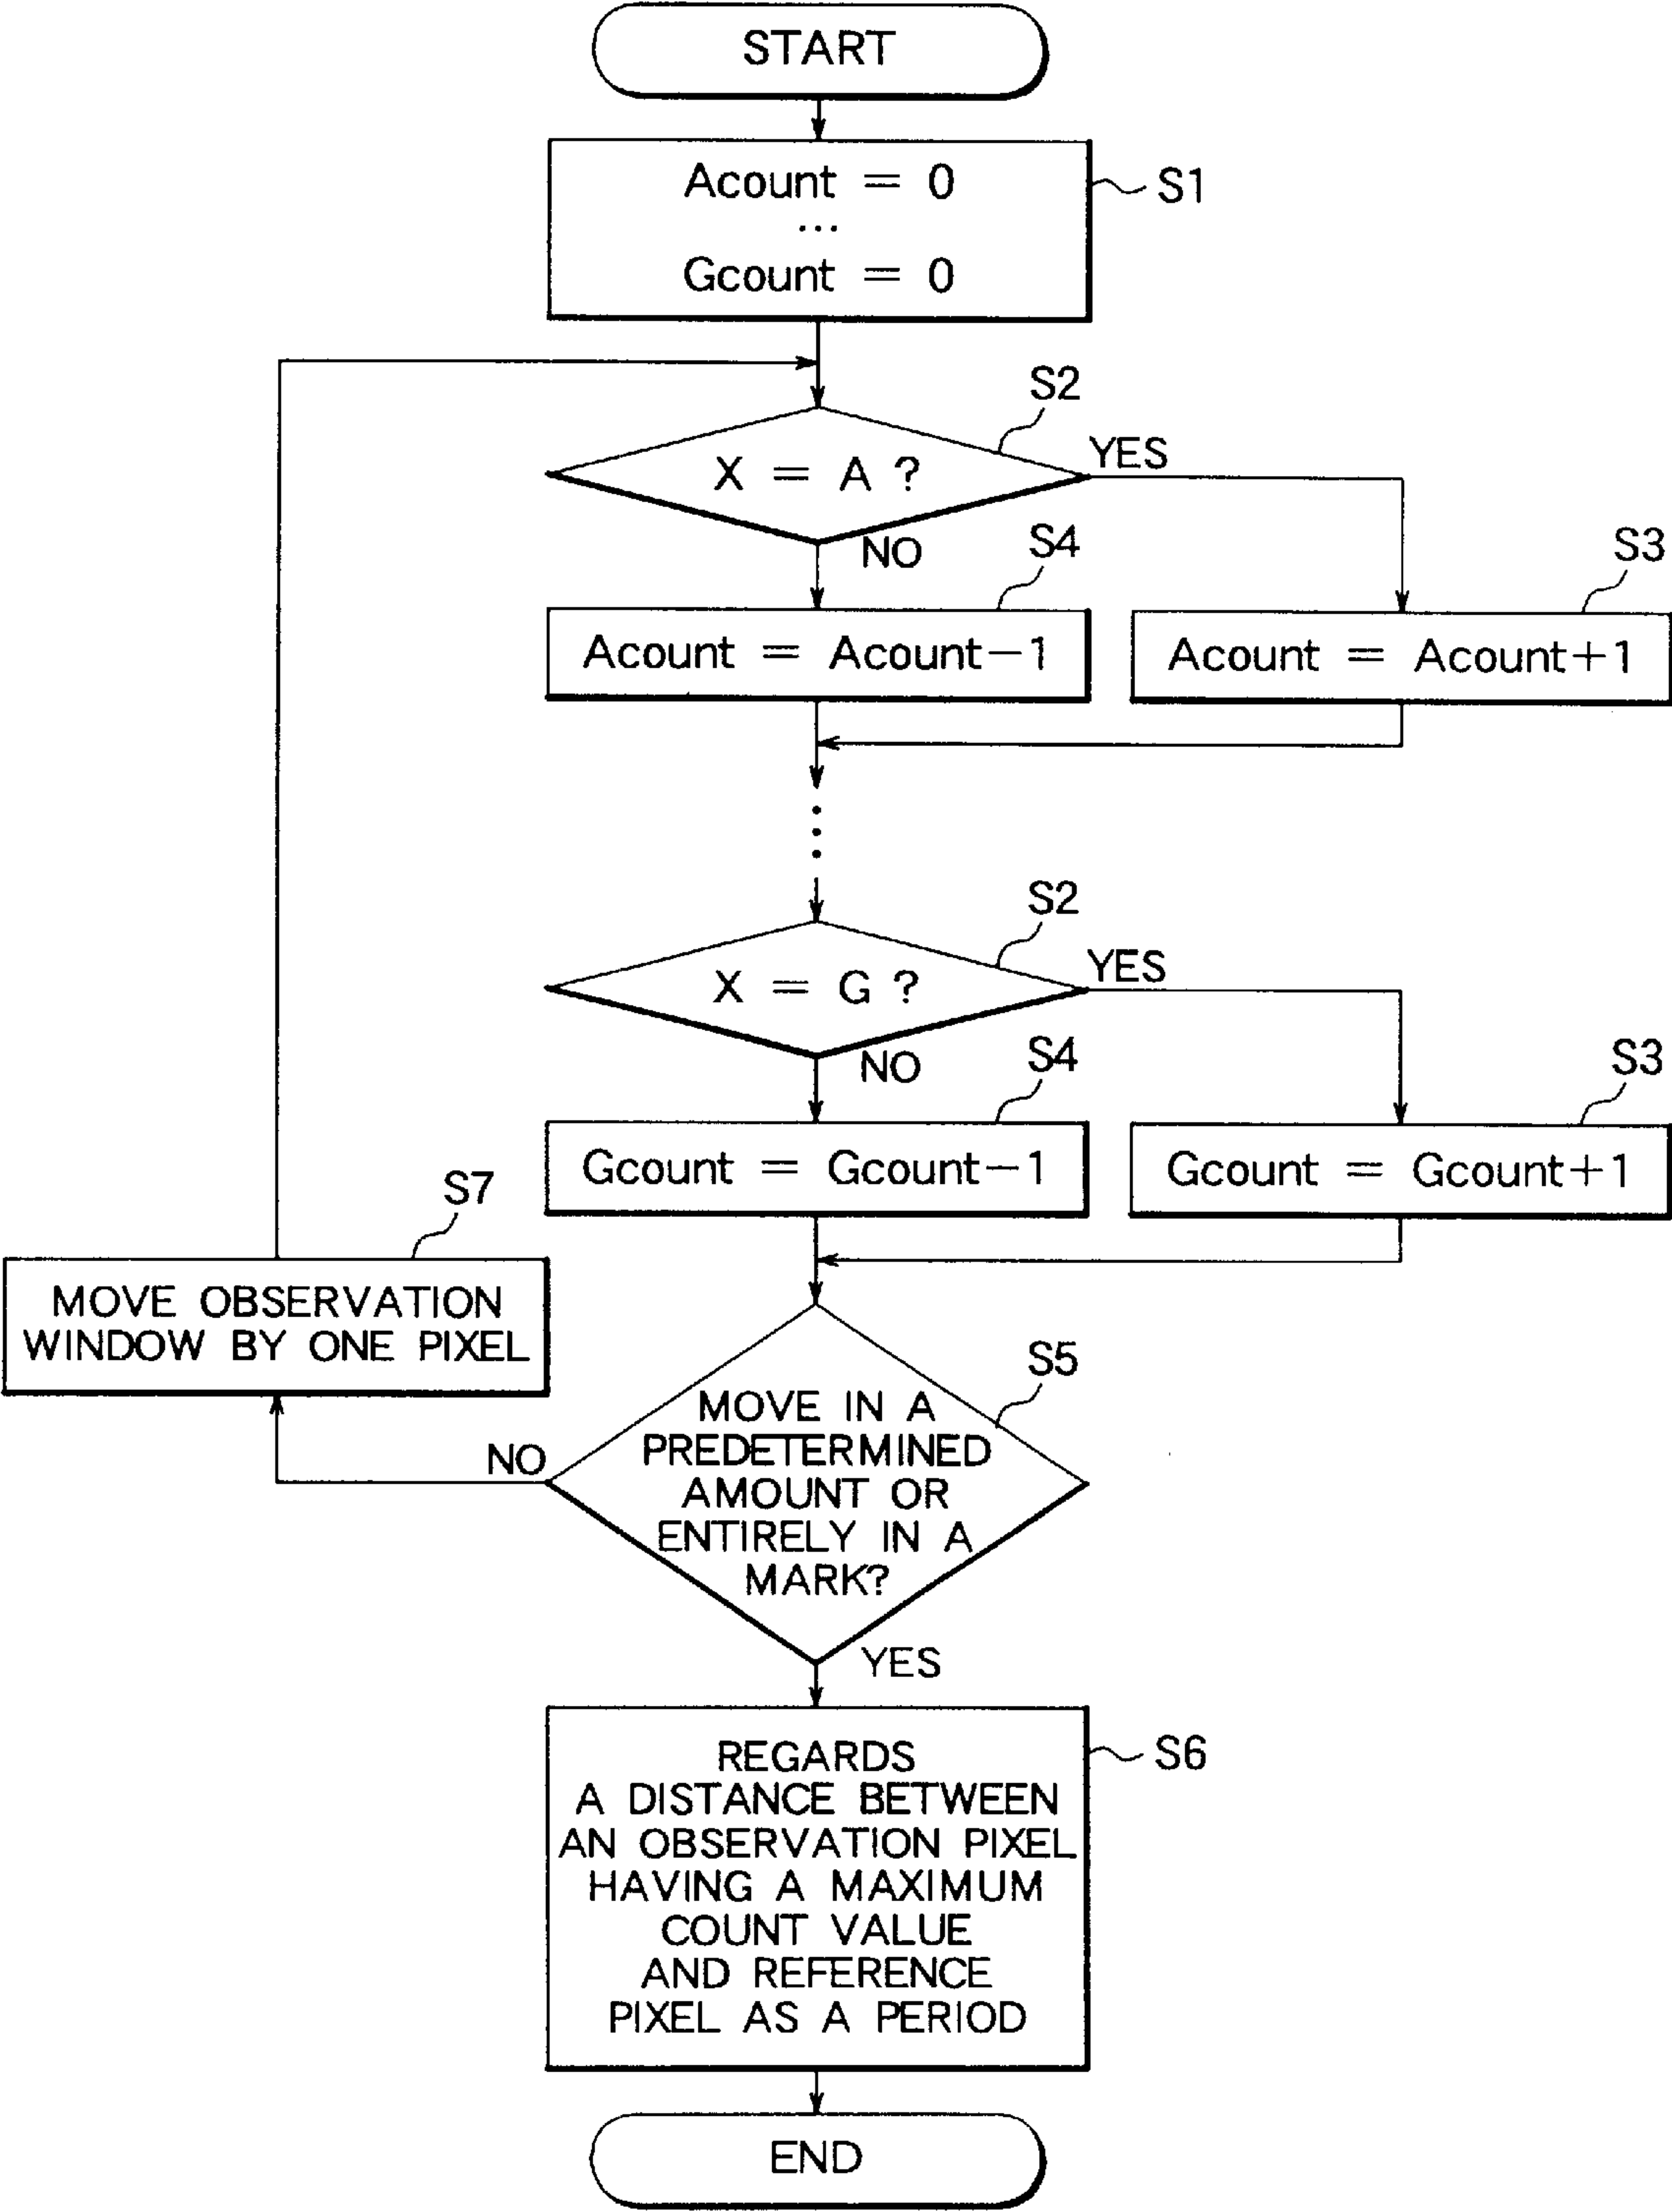 START
Acount = 0
...
Gcount = 0
S1
S2
X = A ?
YES
NO
S4
S3
Acount = Acount−1
Acount = Acount+1
S2
X = G ?
YES
NO
S4
S3
Gcount = Gcount−1
Gcount = Gcount+1
S7
MOVE OBSERVATION
WINDOW BY ONE PIXEL
S5
MOVE IN A
PREDETERMINED
AMOUNT OR
ENTIRELY IN A
MARK?
NO
YES
REGARDS
A DISTANCE BETWEEN
AN OBSERVATION PIXEL
HAVING A MAXIMUM
COUNT VALUE
AND REFERENCE
PIXEL AS A PERIOD
S6
END